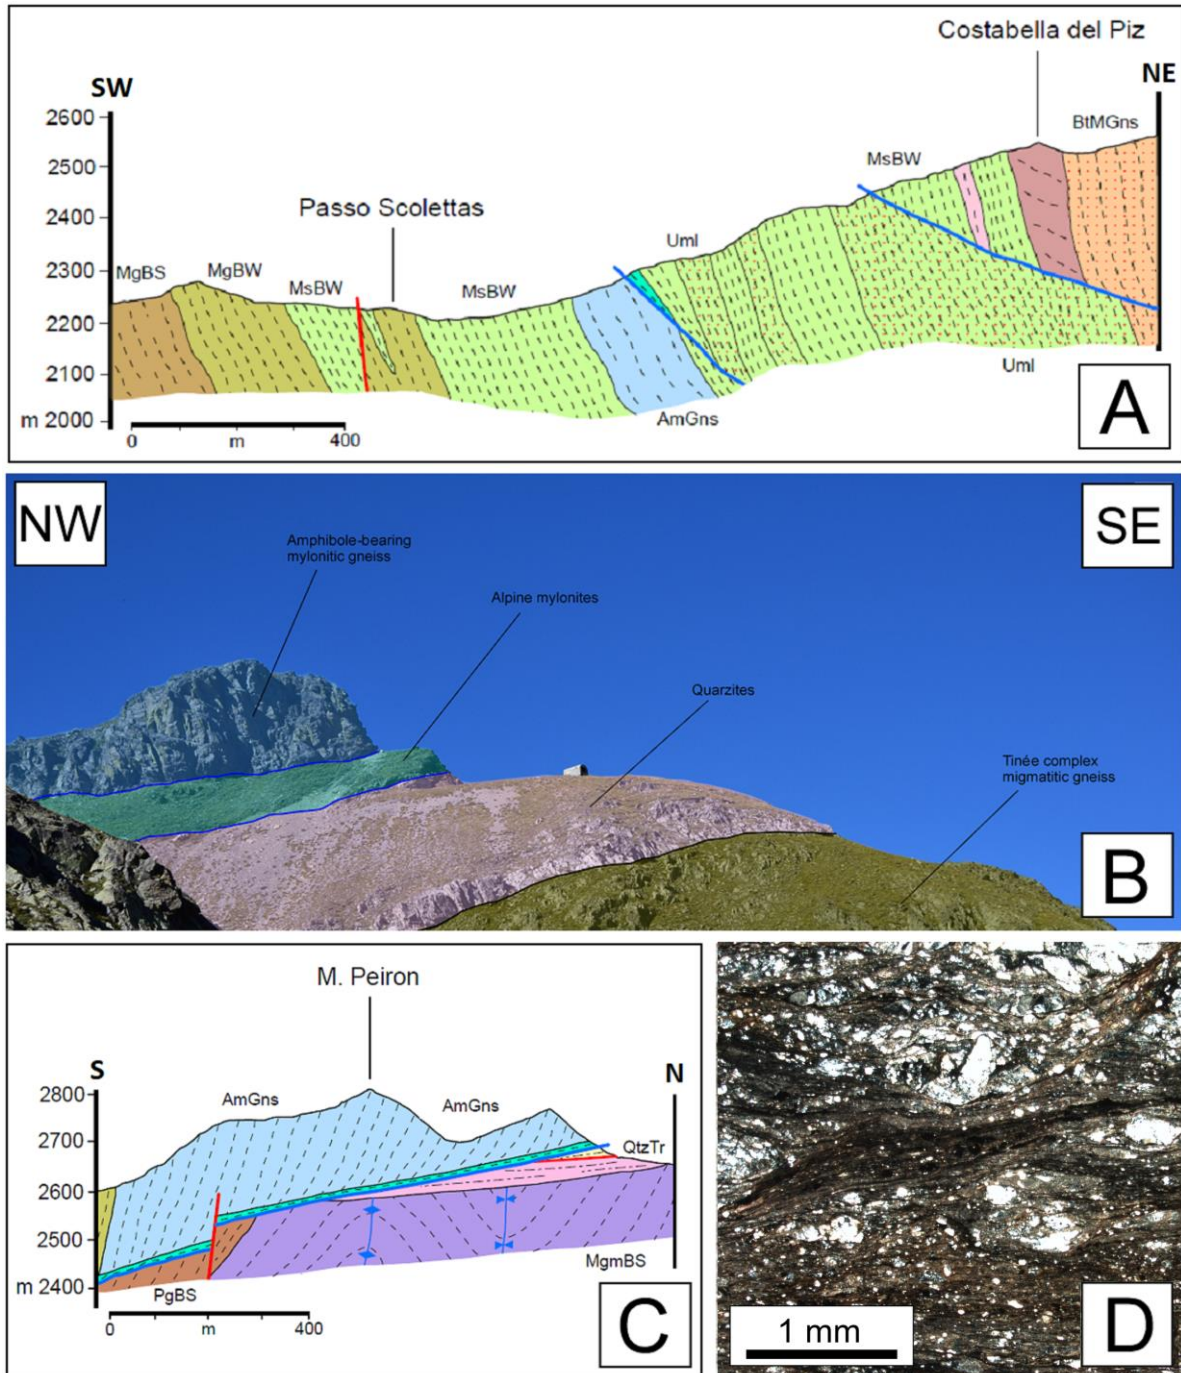 Costabella del Piz
SW
NE
2600
BtMGns
2500
MsBW
2400
Passo Scolettas
Uml
2300
MgBS
MgBW
MsBW
MsBW
2200
2100
Uml
AmGns
m 2000
0 m 400
A
NW
SE
Amphibole-bearing
mylonitic gneiss
Alpine mylonites
Quarzites
Tinée complex
migmatitic gneiss
B
M. Peiron
S
N
2800
AmGns
AmGns
2700
QtzTr
2600
2500
MgmBS
m 2400
PgBS
0 m 400
C
1 mm
D